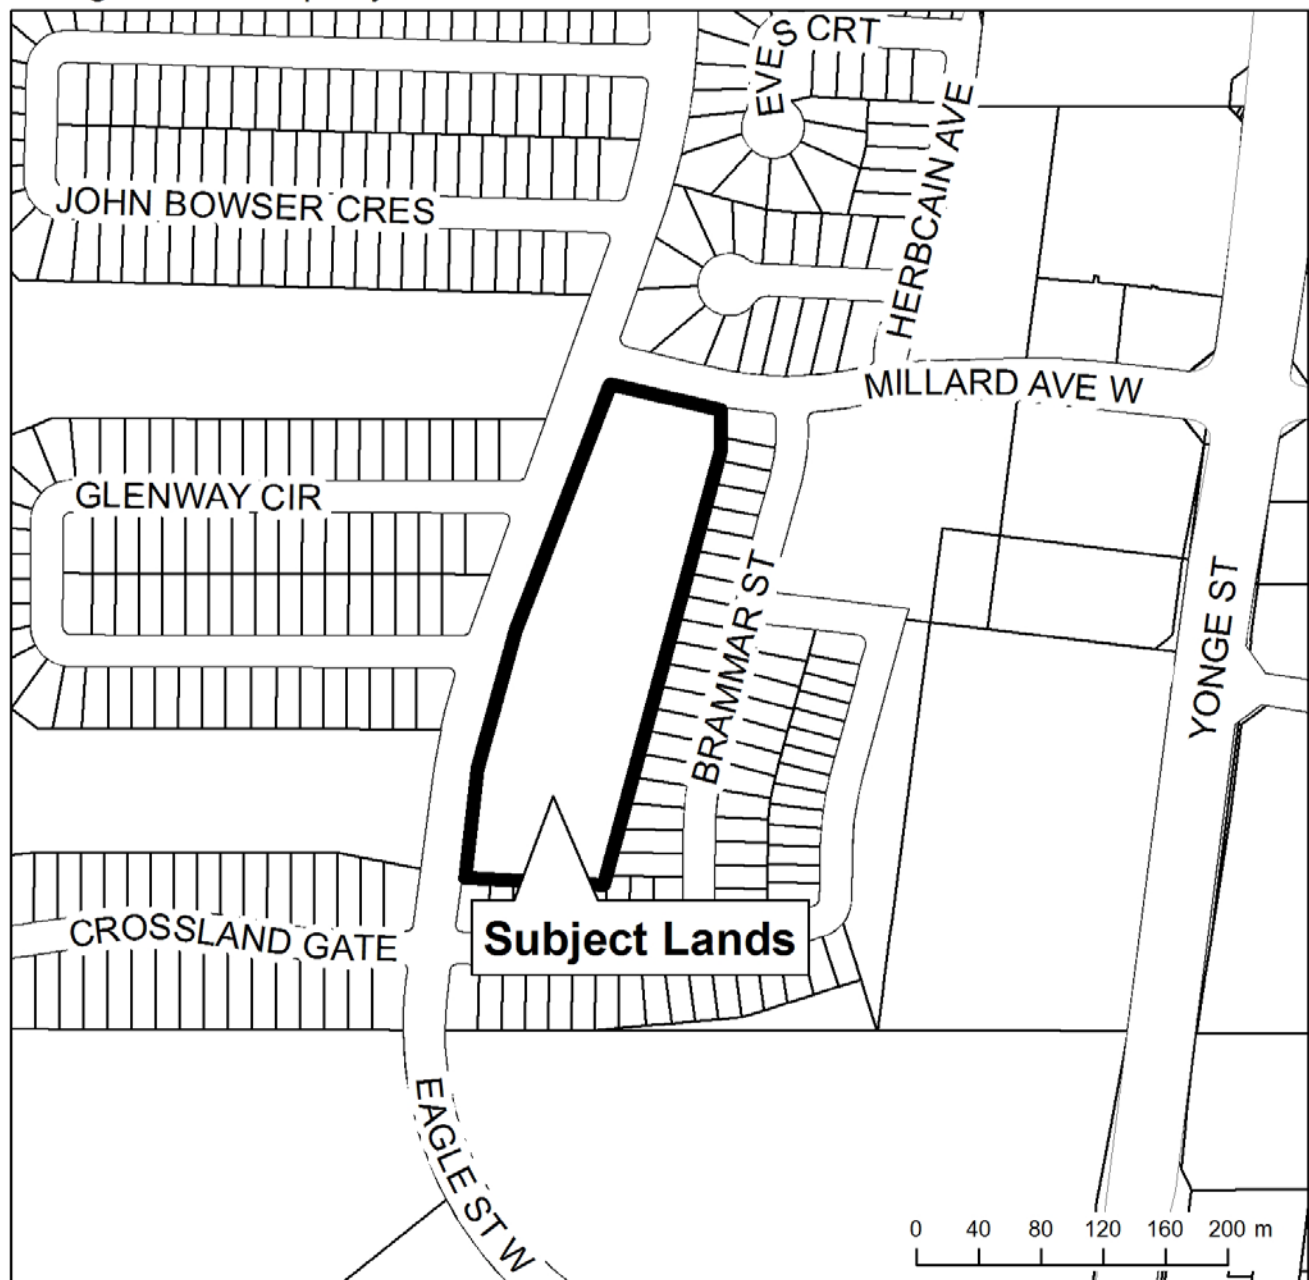 EVES CRT
JOHN BOWSER CRES
HERBCAIN AVE
MILLARD AVE W
GLENWAY CIR
BRAMMAR ST
YONGE ST
CROSSLAND GATE
Subject Lands
EAGLE ST W
0 40 80 120 160 200 m